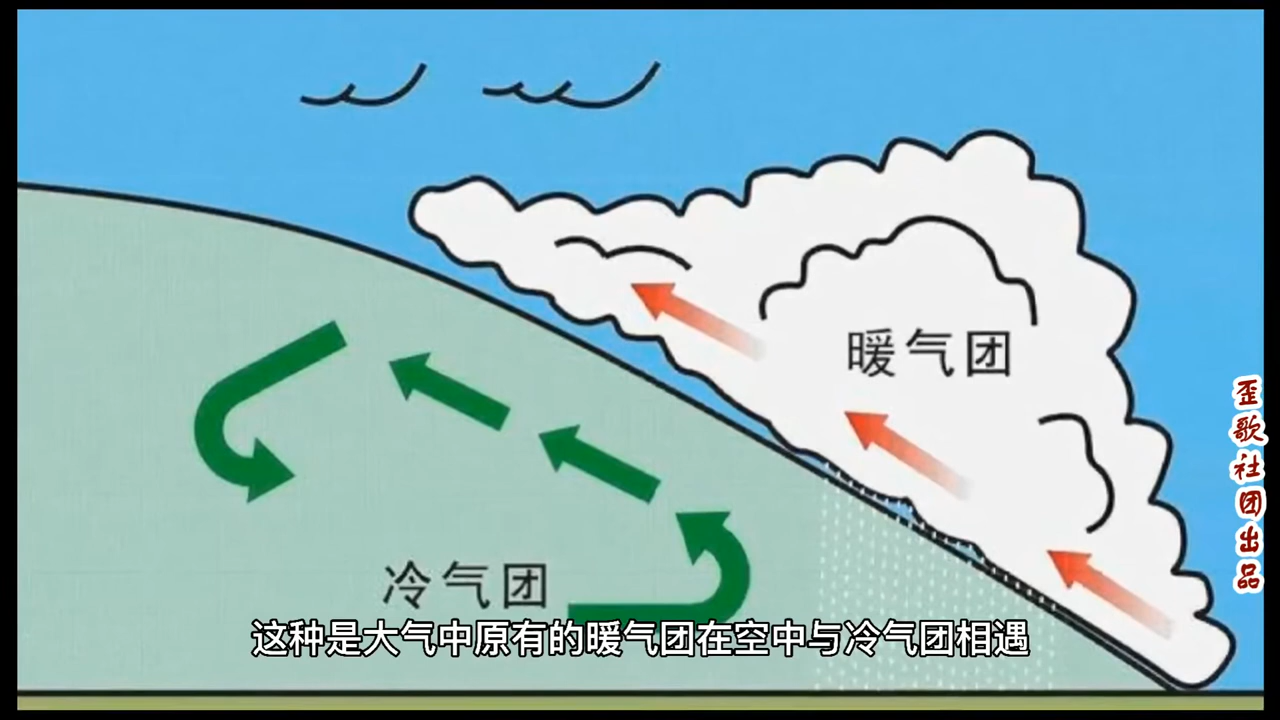 暖气团
冷气团
这种是大气中原有的暖气团在空中与冷气团相遇
歪歌社团出品